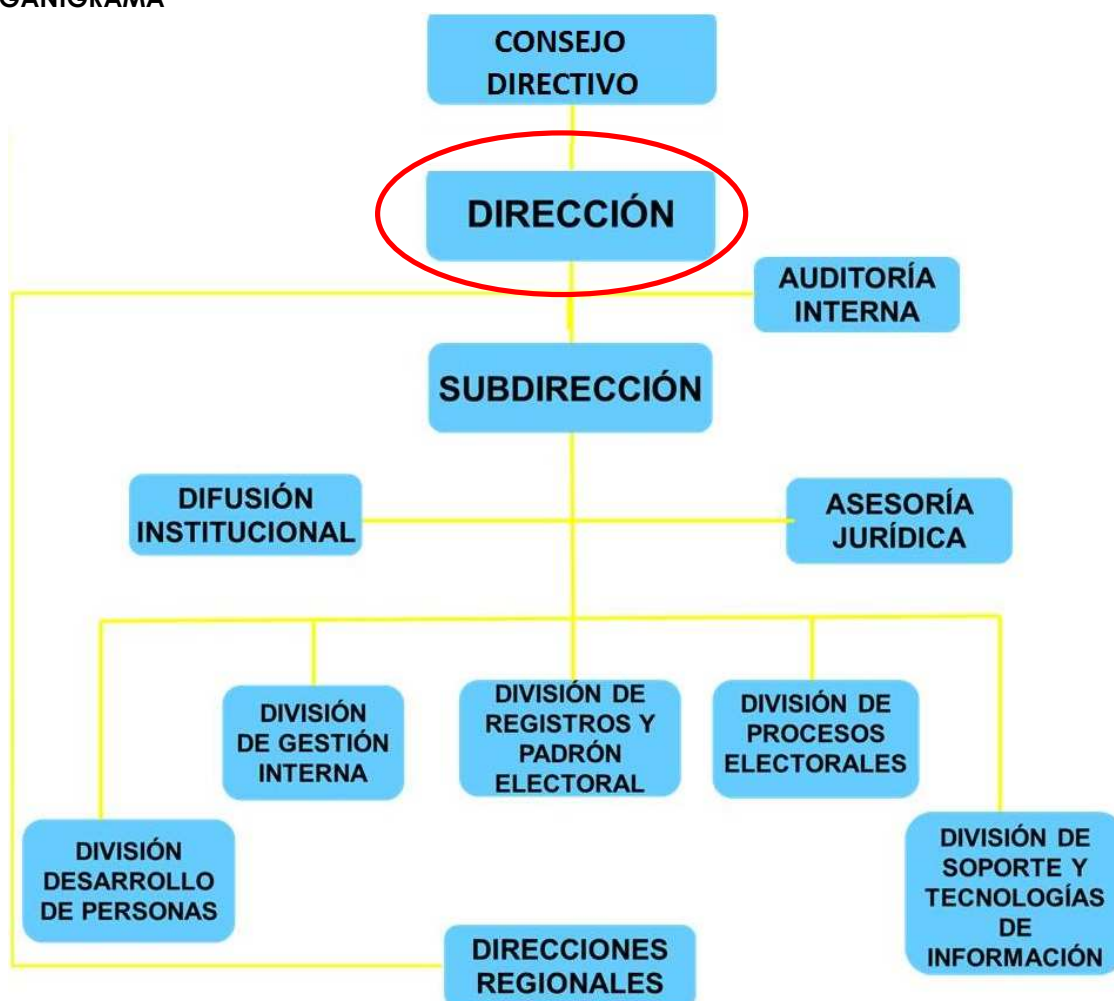 CONSEJO
DIRECTIVO
DIRECCIÓN
AUDITORÍA
INTERNA
SUBDIRECCIÓN
DIFUSIÓN
INSTITUCIONAL
ASESORÍA
JURÍDICA
DIVISIÓN
DE GESTIÓN
INTERNA
DIVISIÓN DE
REGISTROS Y
PADRÓN
ELECTORAL
DIVISIÓN DE
PROCESOS
ELECTORALES
DIVISIÓN
DESARROLLO
DE PERSONAS
DIVISIÓN DE
SOPORTE Y
TECNOLOGÍAS
DE
INFORMACIÓN
DIRECCIONES
REGIONALES